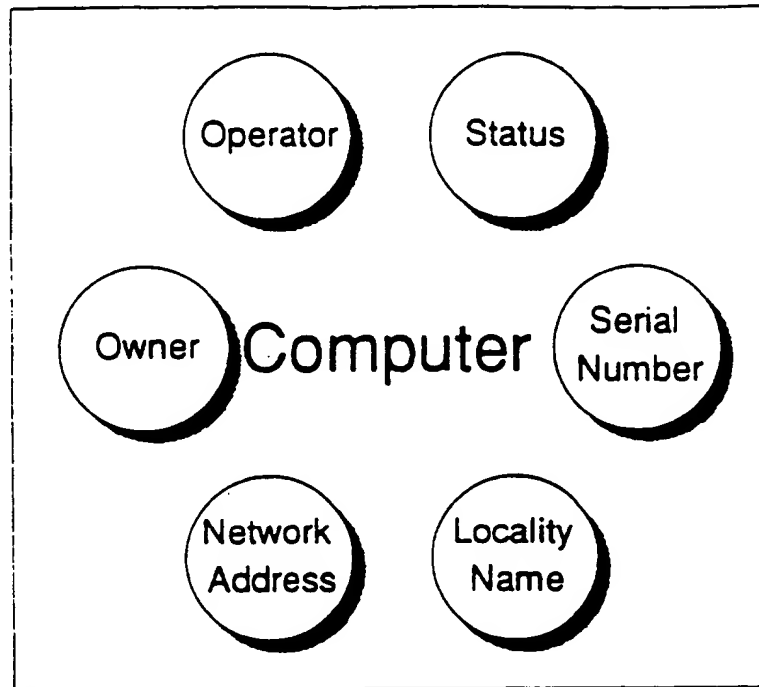 Operator
Status
Owner
Computer
Serial
Number
Network
Address
Locality
Name